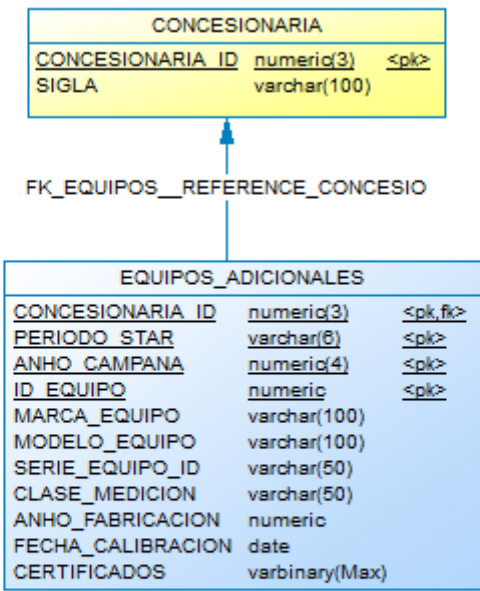 CONCESIONARIA
CONCESIONARIA_ID numeric(3) <pk>
SIGLA varchar(100)
FK_EQUIPOS__REFERENCE_CONCESIO
EQUIPOS_ADICIONALES
CONCESIONARIA_ID numeric(3) <pk,fk>
PERIODO_STAR varchar(6) <pk>
ANHO_CAMPANA numeric(4) <pk>
ID_EQUIPO numeric <pk>
MARCA_EQUIPO varchar(100)
MODELO_EQUIPO varchar(100)
SERIE_EQUIPO_ID varchar(50)
CLASE_MEDICION varchar(50)
ANHO_FABRICACION numeric
FECHA_CALIBRACION date
CERTIFICADOS varbinary(Max)